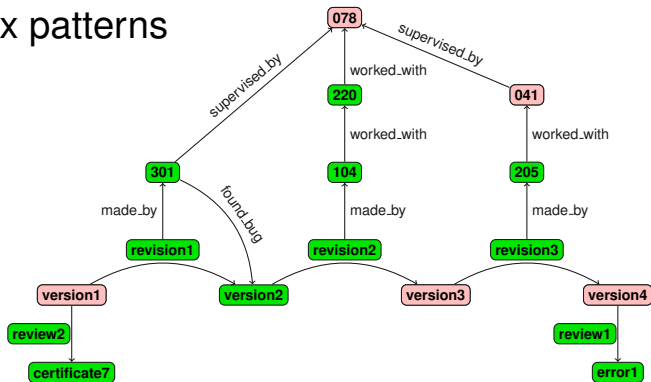 x patterns
078
supervised_by
supervised_by
worked_with
220
041
worked_with
worked_with
301
104
205
made_by
found_bug
made_by
made_by
revision1
revision2
revision3
version1
version2
version3
version4
review2
review1
certificate7
error1